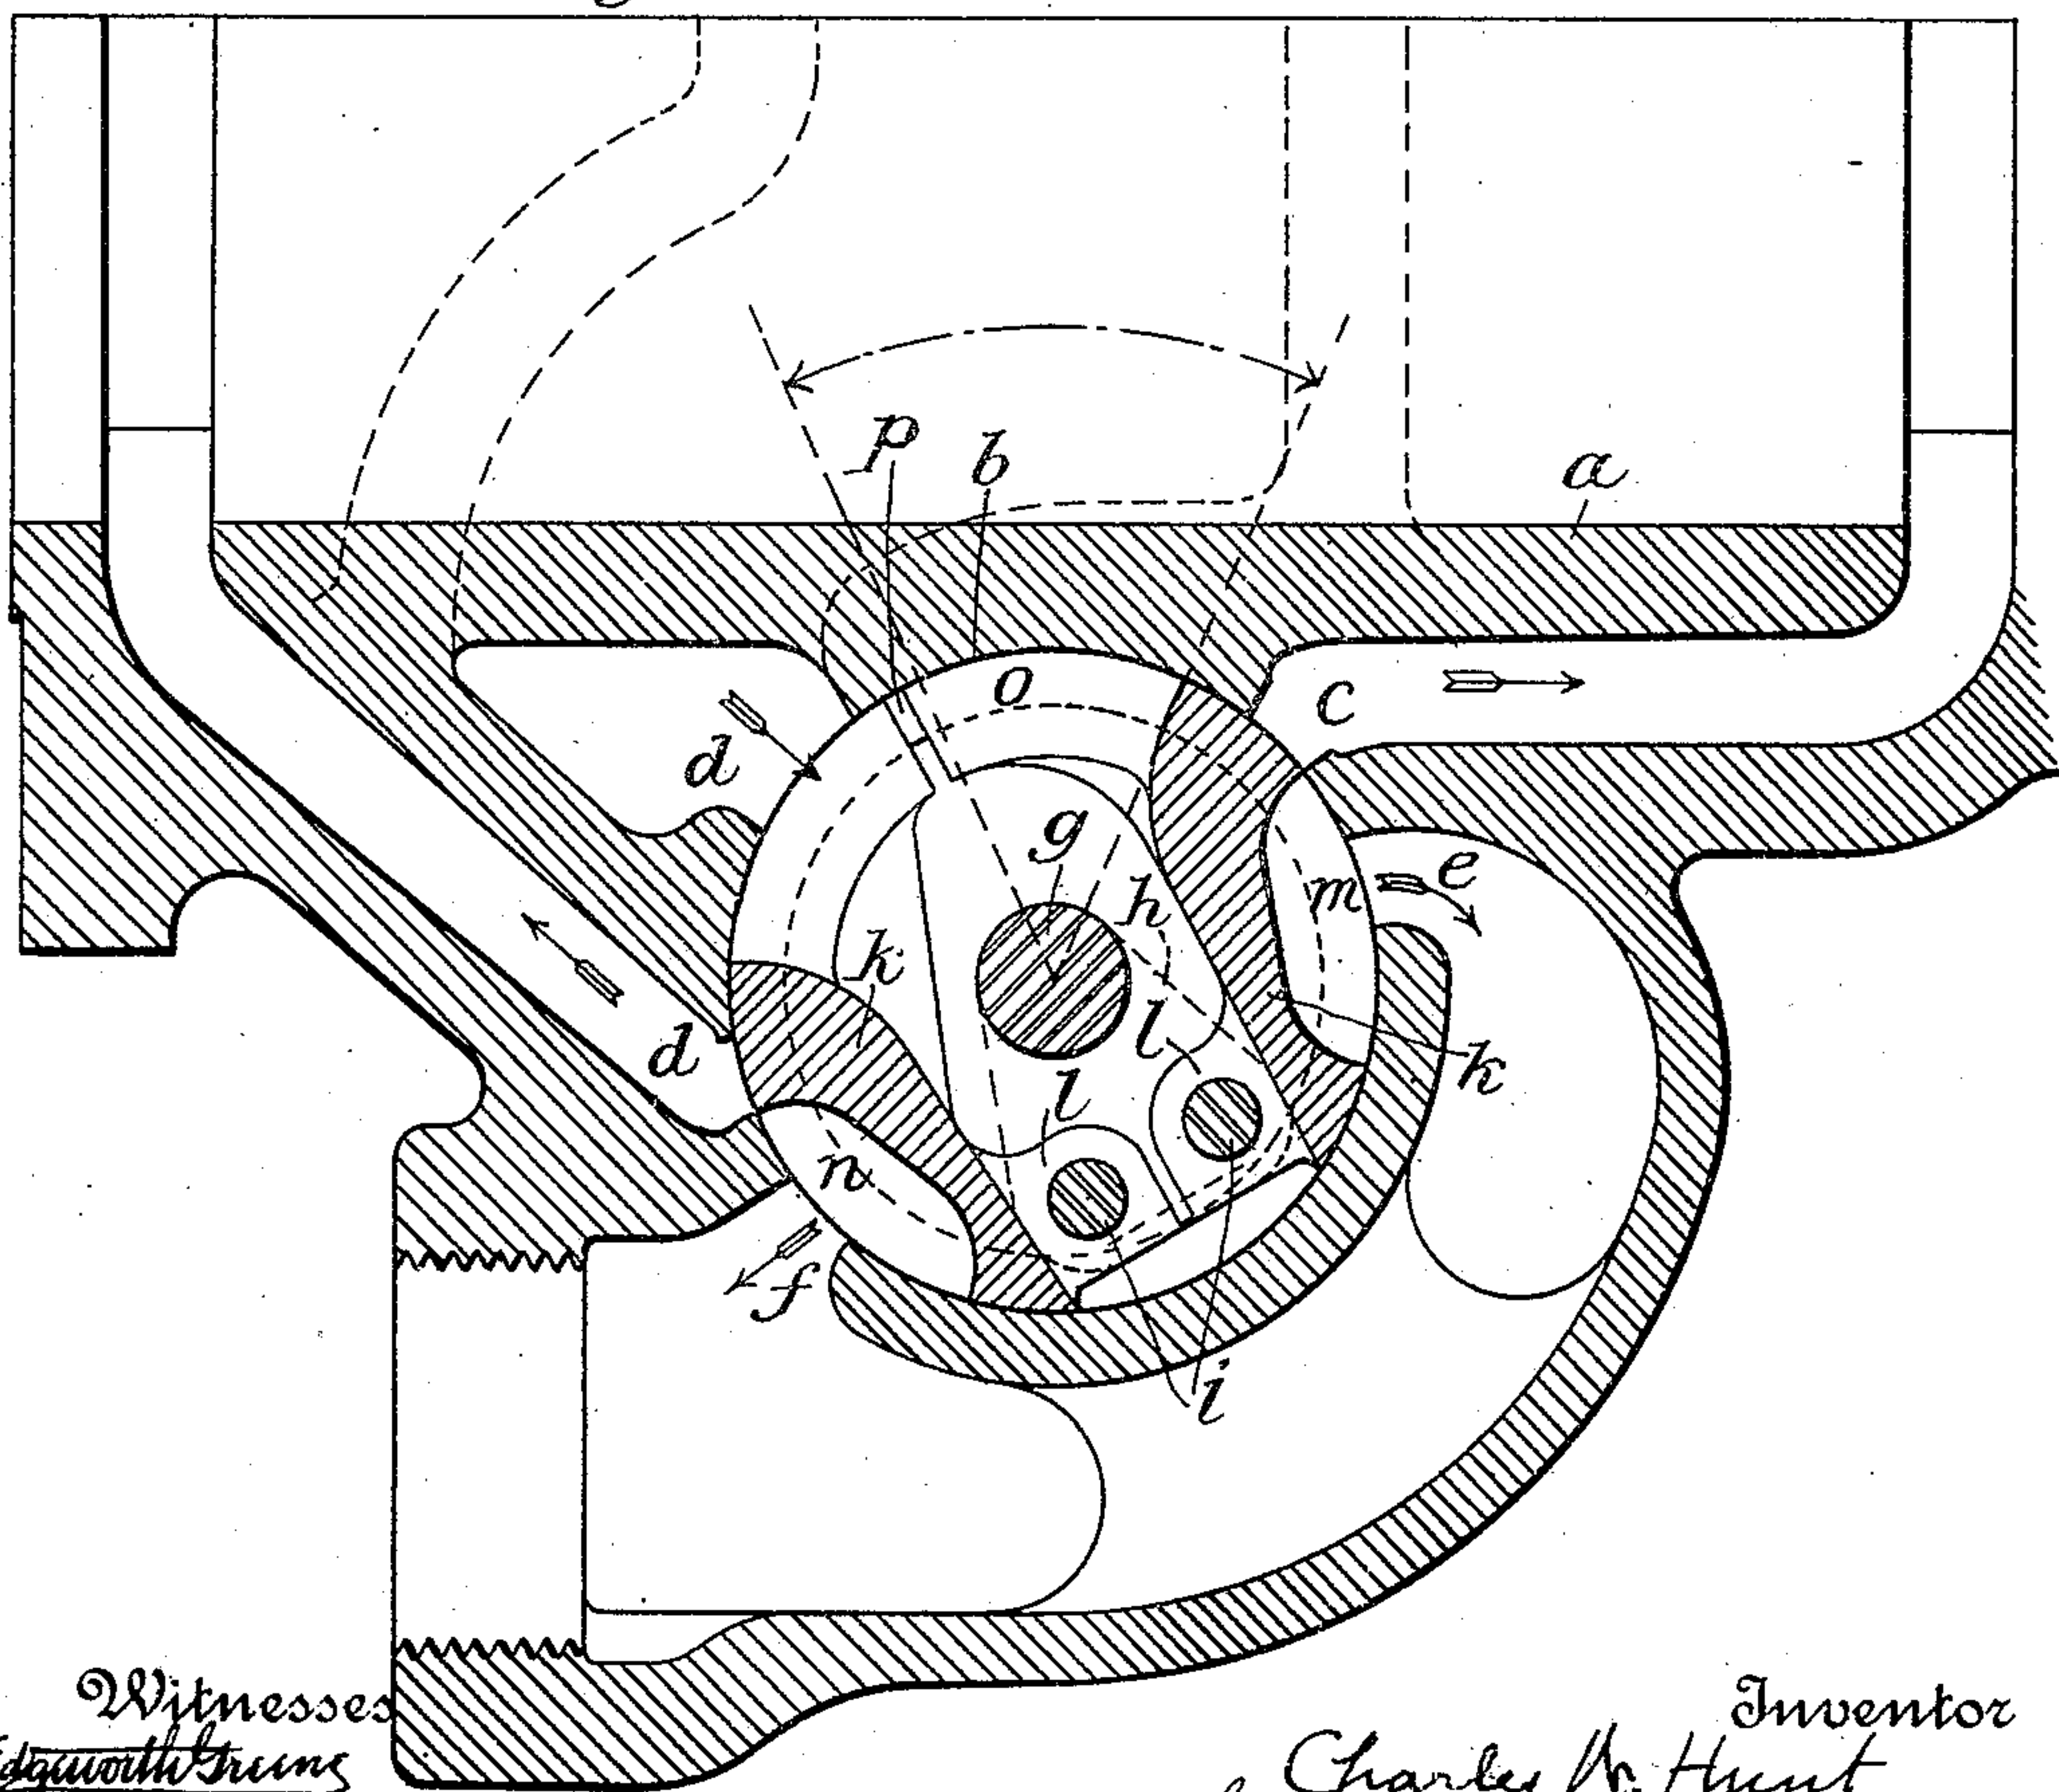 p b a
o c
d
g
h e
m
k
l
d l k
n
f
i
Witnesses Inventor
Charles W. Hunt